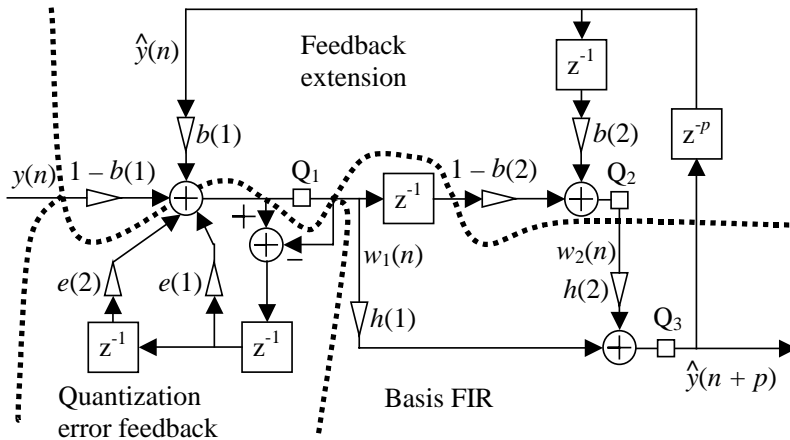 ŷ(n)
Feedback
extension
z⁻¹
b(1)
b(2)
z⁻ᵖ
y(n)
1 – b(1)
Q₁
z⁻¹
1 – b(2)
Q₂
+
–
e(2)
e(1)
w₁(n)
w₂(n)
h(1)
h(2)
z⁻¹
z⁻¹
Q₃
ŷ(n + p)
Quantization
error feedback
Basis FIR